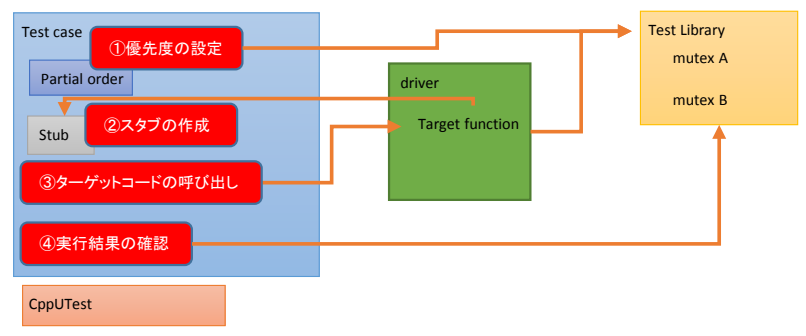 Test case
①優先度の設定
Partial order
Stub
②スタブの作成
③ターゲットコードの呼び出し
④実行結果の確認
CppUTest
driver
Target function
Test Library
mutex A
mutex B